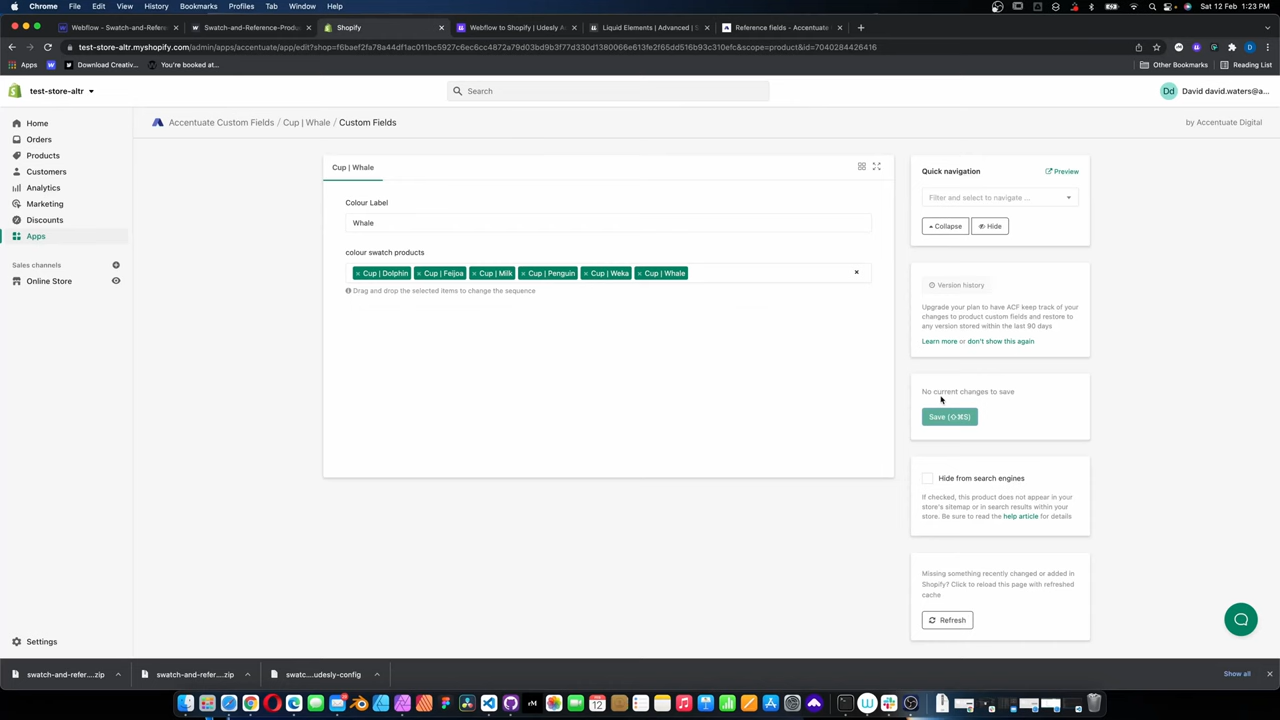 Chrome File Edit View History Bookmarks Profiles Tab Window Help
Sat 12 Feb 1:23 PM
Webflow - Swatch-and-Refere
Swatch-and-Reference-Produ
Shopify
Webflow to Shopify | Udesly A
Liquid Elements | Advanced | S
Reference fields - Accentuate
test-store-altr.myshopify.com/admin/apps/accentuate/app/edit?shop=f6baef2fa78a44df1ac011bc5927c6ec6cc4872a79d03bd9b3f77d330d1380066e613fe2f65dd516b93c310efc&scope=product&id=7040284426416
Apps
Download Creativ...
You're booked at...
Other Bookmarks
Reading List
test-store-altr
Search
Dd
David david.waters@a...
Home
Orders
Products
Customers
Analytics
Marketing
Discounts
Apps
Sales channels
Online Store
Settings
Accentuate Custom Fields / Cup | Whale / Custom Fields
by Accentuate Digital
Cup | Whale
Colour Label
Whale
colour swatch products
× Cup | Dolphin × Cup | Feijoa × Cup | Milk × Cup | Penguin × Cup | Weka × Cup | Whale ×
Drag and drop the selected items to change the sequence
Quick navigation
Preview
Filter and select to navigate ...
Collapse
Hide
Version history
Upgrade your plan to have ACF keep track of your
changes to product custom fields and restore to
any version stored within the last 90 days
Learn more or don't show this again
No current changes to save
Save (⇧⌘S)
Hide from search engines
If checked, this product does not appear in your
store's sitemap or in search results within your
store. Be sure to read the help article for details
Missing something recently changed or added in
Shopify? Click to reload this page with refreshed
cache
Refresh
swatch-and-refer....zip
swatch-and-refer....zip
swatc....udesly-config
Show all